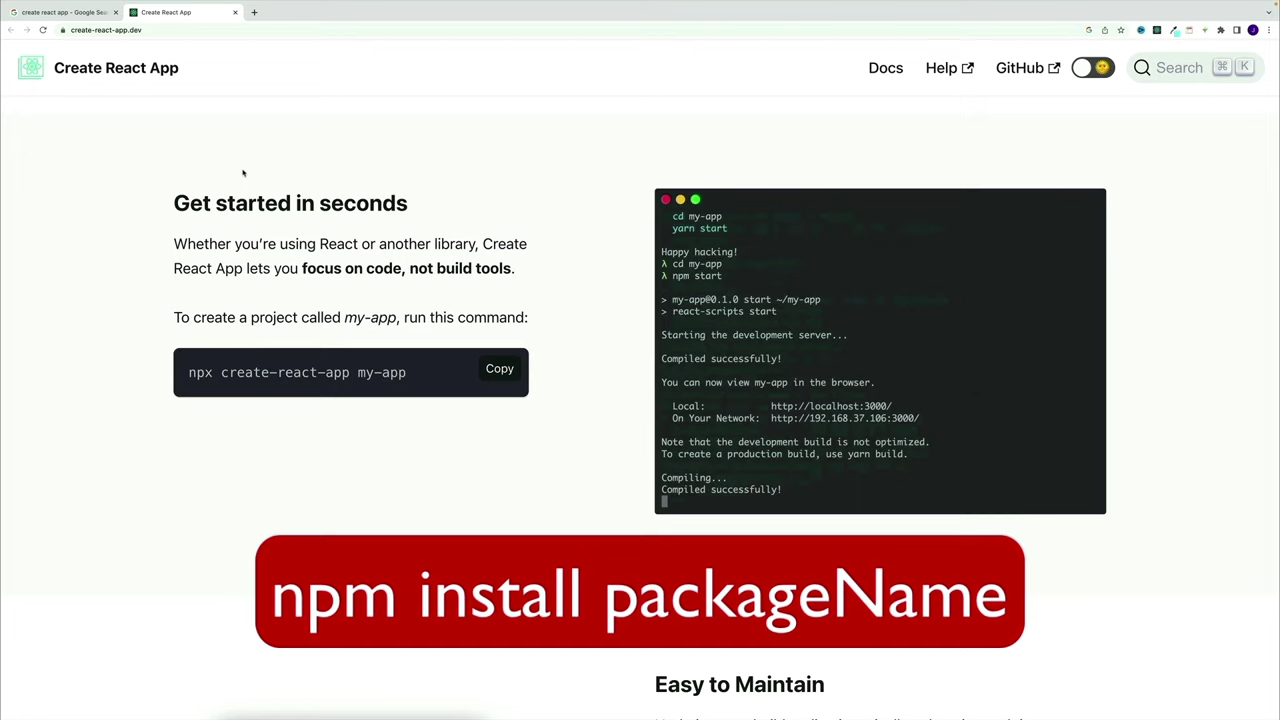 create react app - Google Sea
Create React App
create-react-app.dev
Create React App
Docs
Help
GitHub
Search
⌘ K
Get started in seconds
Whether you're using React or another library, Create
React App lets you focus on code, not build tools.
To create a project called my-app, run this command:
npx create-react-app my-app
Copy
cd my-app
yarn start
Happy hacking!
λ cd my-app
λ npm start
> my-app@0.1.0 start ~/my-app
> react-scripts start
Starting the development server...
Compiled successfully!
You can now view my-app in the browser.
Local: http://localhost:3000/
On Your Network: http://192.168.37.106:3000/
Note that the development build is not optimized.
To create a production build, use yarn build.
Compiling...
Compiled successfully!
npm install packageName
Easy to Maintain